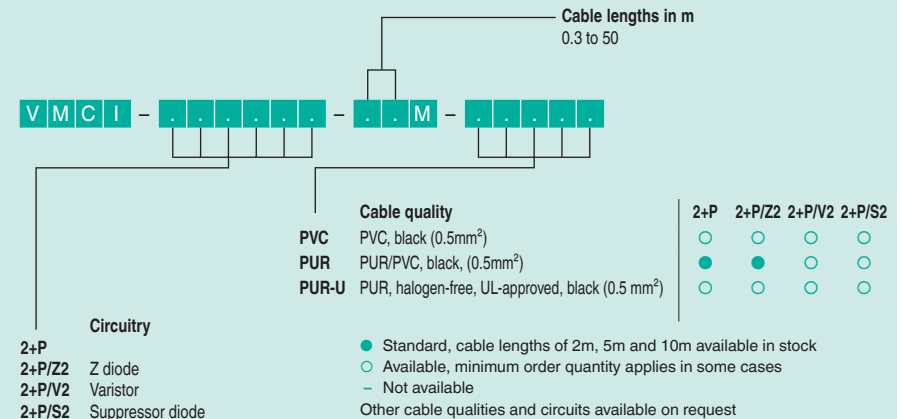 Cable lengths in m
0.3 to 50
V M C I – . . . . . . – . . M – . . . . .
Cable quality 2+P 2+P/Z2 2+P/V2 2+P/S2
PVC PVC, black (0.5mm²) ○ ○ ○ ○
PUR PUR/PVC, black, (0.5mm²) ● ● ○ ○
PUR-U PUR, halogen-free, UL-approved, black (0.5 mm²) ○ ○ ○ ○
Circuitry
2+P
2+P/Z2 Z diode
2+P/V2 Varistor
2+P/S2 Suppressor diode
● Standard, cable lengths of 2m, 5m and 10m available in stock
○ Available, minimum order quantity applies in some cases
– Not available
Other cable qualities and circuits available on request